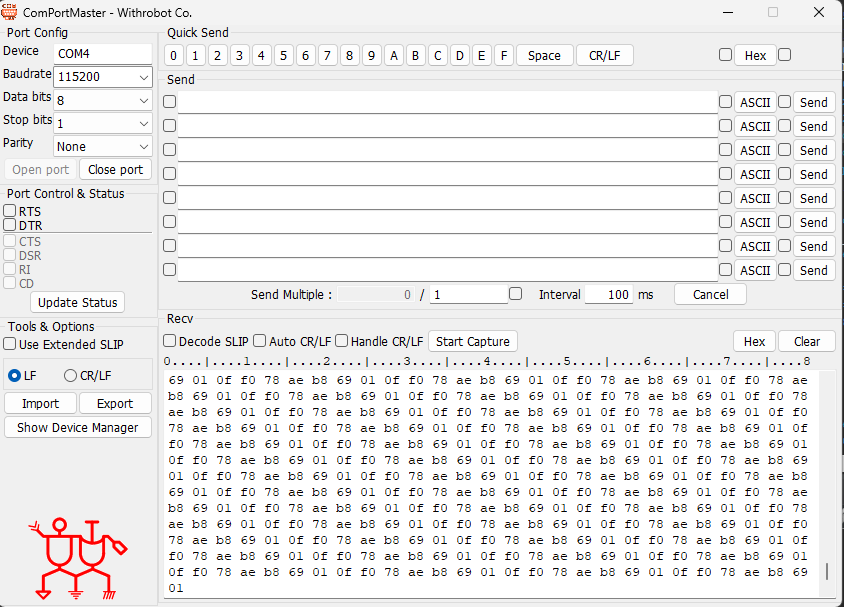 ComPortMaster - Withrobot Co.
Port Config
Device COM4
Baudrate 115200
Data bits 8
Stop bits 1
Parity None
Open port Close port
Port Control & Status
RTS
DTR
CTS
DSR
RI
CD
Update Status
Tools & Options
Use Extended SLIP
LF CR/LF
Import Export
Show Device Manager
Quick Send
0 1 2 3 4 5 6 7 8 9 A B C D E F Space CR/LF Hex
Send
ASCII Send
ASCII Send
ASCII Send
ASCII Send
ASCII Send
ASCII Send
ASCII Send
ASCII Send
Send Multiple : 0 / 1 Interval 100 ms Cancel
Recv
Decode SLIP Auto CR/LF Handle CR/LF Start Capture Hex Clear
0....|....1....|....2....|....3....|....4....|....5....|....6....|....7....|....8
69 01 0f f0 78 ae b8 69 01 0f f0 78 ae b8 69 01 0f f0 78 ae b8 69 01 0f f0 78 ae
b8 69 01 0f f0 78 ae b8 69 01 0f f0 78 ae b8 69 01 0f f0 78 ae b8 69 01 0f f0 78
ae b8 69 01 0f f0 78 ae b8 69 01 0f f0 78 ae b8 69 01 0f f0 78 ae b8 69 01 0f f0
78 ae b8 69 01 0f f0 78 ae b8 69 01 0f f0 78 ae b8 69 01 0f f0 78 ae b8 69 01 0f
f0 78 ae b8 69 01 0f f0 78 ae b8 69 01 0f f0 78 ae b8 69 01 0f f0 78 ae b8 69 01
0f f0 78 ae b8 69 01 0f f0 78 ae b8 69 01 0f f0 78 ae b8 69 01 0f f0 78 ae b8 69
01 0f f0 78 ae b8 69 01 0f f0 78 ae b8 69 01 0f f0 78 ae b8 69 01 0f f0 78 ae b8
69 01 0f f0 78 ae b8 69 01 0f f0 78 ae b8 69 01 0f f0 78 ae b8 69 01 0f f0 78 ae
b8 69 01 0f f0 78 ae b8 69 01 0f f0 78 ae b8 69 01 0f f0 78 ae b8 69 01 0f f0 78
ae b8 69 01 0f f0 78 ae b8 69 01 0f f0 78 ae b8 69 01 0f f0 78 ae b8 69 01 0f f0
78 ae b8 69 01 0f f0 78 ae b8 69 01 0f f0 78 ae b8 69 01 0f f0 78 ae b8 69 01 0f
f0 78 ae b8 69 01 0f f0 78 ae b8 69 01 0f f0 78 ae b8 69 01 0f f0 78 ae b8 69 01
0f f0 78 ae b8 69 01 0f f0 78 ae b8 69 01 0f f0 78 ae b8 69 01 0f f0 78 ae b8 69
01